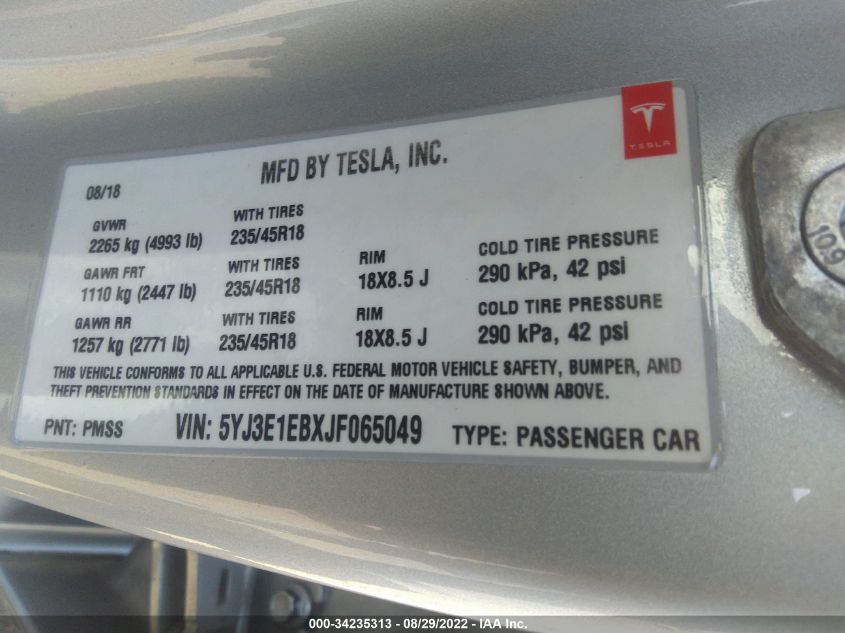 TESLA
MFD BY TESLA, INC.
08/18
GVWR WITH TIRES
2265 kg (4993 lb) 235/45R18
GAWR FRT WITH TIRES RIM COLD TIRE PRESSURE
1110 kg (2447 lb) 235/45R18 18X8.5 J 290 kPa, 42 psi
GAWR RR WITH TIRES RIM COLD TIRE PRESSURE
1257 kg (2771 lb) 235/45R18 18X8.5 J 290 kPa, 42 psi
THIS VEHICLE CONFORMS TO ALL APPLICABLE U.S. FEDERAL MOTOR VEHICLE SAFETY, BUMPER, AND
THEFT PREVENTION STANDARDS IN EFFECT ON THE DATE OF MANUFACTURE SHOWN ABOVE.
PNT: PMSS VIN: 5YJ3E1EBXJF065049 TYPE: PASSENGER CAR
10.9
© - 34235313 - 08/29/2022 - IAA Inc.